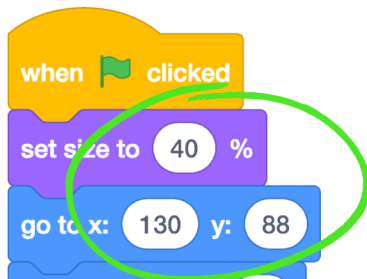 when clicked
set size to 40 %
go to x: 130 y: 88